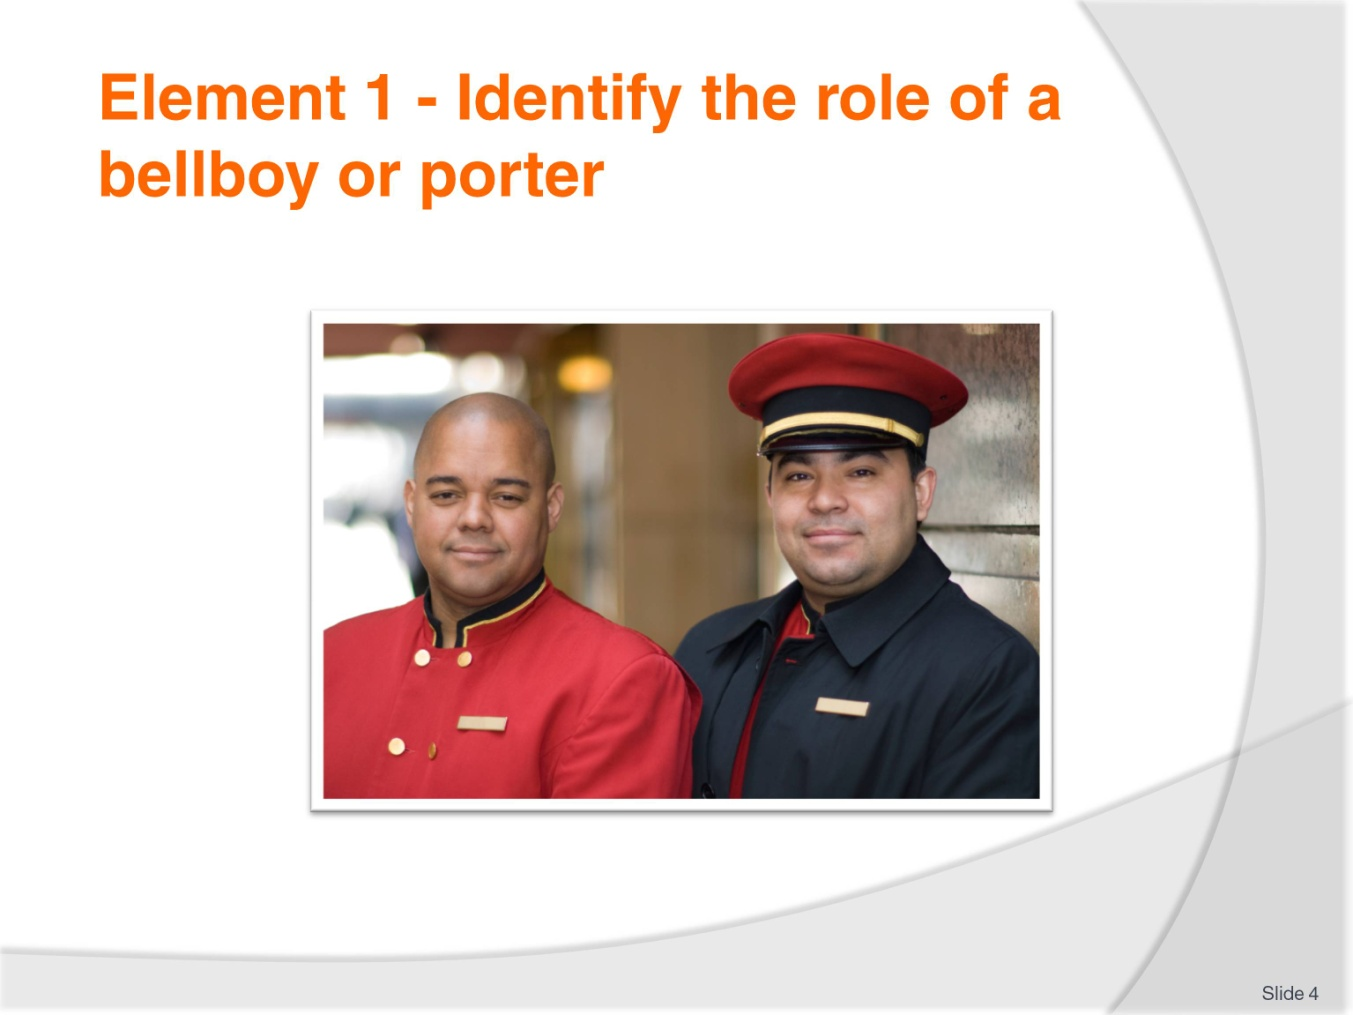 Element 1 - Identify the role of a
bellboy or porter
Slide 4